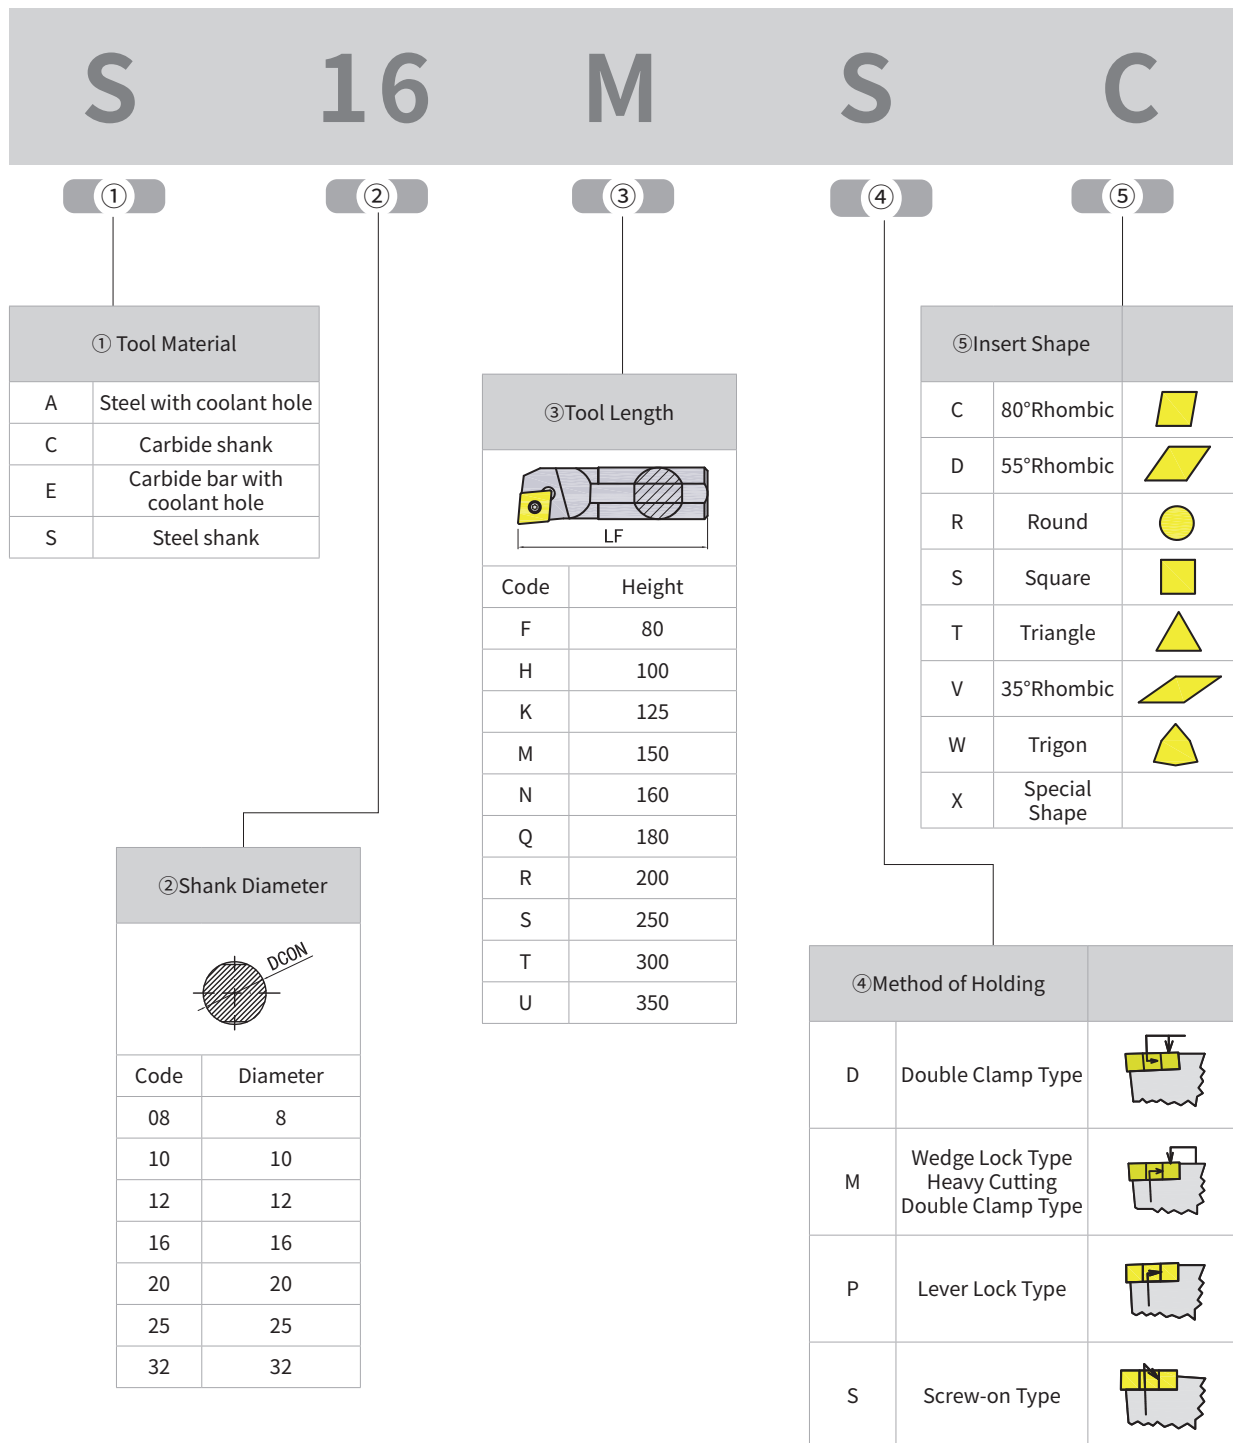 S 16 M S C
① ② ③ ④ ⑤
① Tool Material
A Steel with coolant hole
C Carbide shank
E Carbide bar with
coolant hole
S Steel shank
②Shank Diameter
DCON
Code Diameter
08 8
10 10
12 12
16 16
20 20
25 25
32 32
③Tool Length
LF
Code Height
F 80
H 100
K 125
M 150
N 160
Q 180
R 200
S 250
T 300
U 350
⑤Insert Shape
C 80°Rhombic
D 55°Rhombic
R Round
S Square
T Triangle
V 35°Rhombic
W Trigon
X Special
Shape
④Method of Holding
D Double Clamp Type
M Wedge Lock Type
Heavy Cutting
Double Clamp Type
P Lever Lock Type
S Screw-on Type